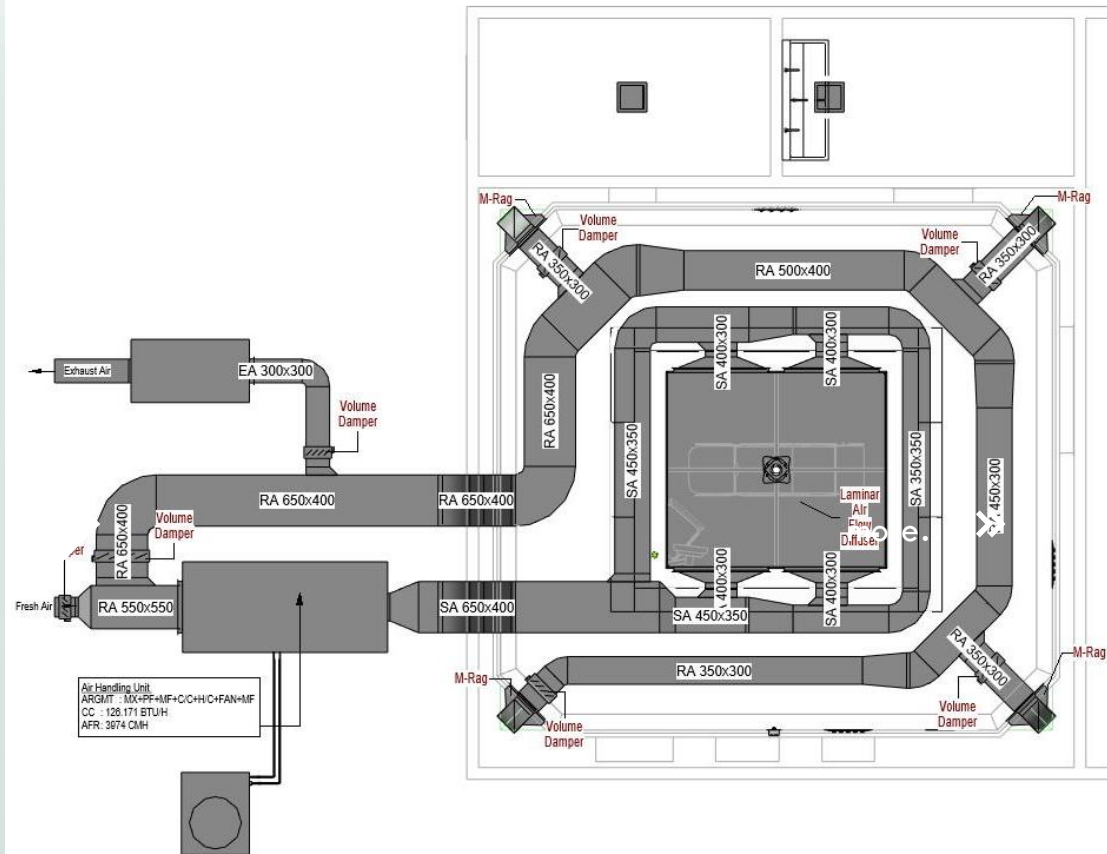 M-Rag
M-Rag
Volume
Damper
Volume
Damper
RA 350x300
RA 350x300
RA 500x400
SA 400x300
SA 400x300
Exhaust Air
EA 300x300
Volume
Damper
RA 650x400
SA 450x350
SA 350x350
RA 450x300
RA 650x400
RA 650x400
Laminar
Air
Flow
Diffuser
more.
Volume
Damper
RA 650x400
Fresh Air
RA 550x550
SA 650x400
SA 400x300
SA 400x300
SA 450x350
RA 350x300
RA 350x300
M-Rag
M-Rag
Volume
Damper
Volume
Damper
Air Handling Unit
ARGMT : MX+PF+MF+C/C+H/C+FAN+MF
CC : 126.171 BTU/H
AFR: 3974 CMH